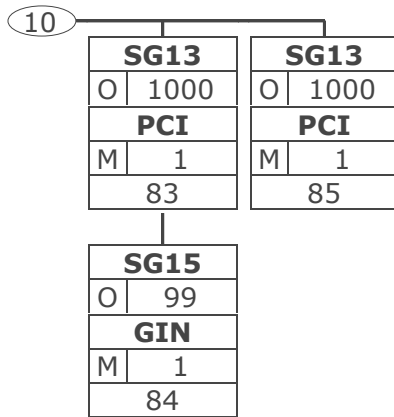 10
SG13 SG13
O 1000 O 1000
PCI PCI
M 1 M 1
83 85
SG15
O 99
GIN
M 1
84